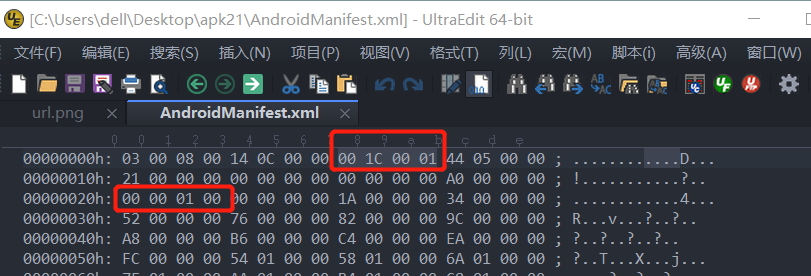 [C:\Users\dell\Desktop\apk21\AndroidManifest.xml] - UltraEdit 64-bit
文件(F) 编辑(E) 搜索(S) 插入(N) 项目(P) 视图(V) 格式(T) 列(L) 宏(M) 脚本(i) 高级(A) 窗口(W)
url.png AndroidManifest.xml
0 0 1 2 3 4 5 6 7 8 9 a b c d e
00000000h: 03 00 08 00 14 0C 00 00 00 1C 00 01 44 05 00 00 ; ............D...
00000010h: 21 00 00 00 00 00 00 00 00 00 00 00 A0 00 00 00 ; !...........?..
00000020h: 00 00 01 00 00 00 00 00 1A 00 00 00 34 00 00 00 ; ............4...
00000030h: 52 00 00 00 76 00 00 00 82 00 00 00 9C 00 00 00 ; R...v...?..?..
00000040h: A8 00 00 00 B6 00 00 00 C4 00 00 00 EA 00 00 00 ; ?..?..?..?..
00000050h: FC 00 00 00 54 01 00 00 58 01 00 00 6A 01 00 00 ; ?..T...X...j...